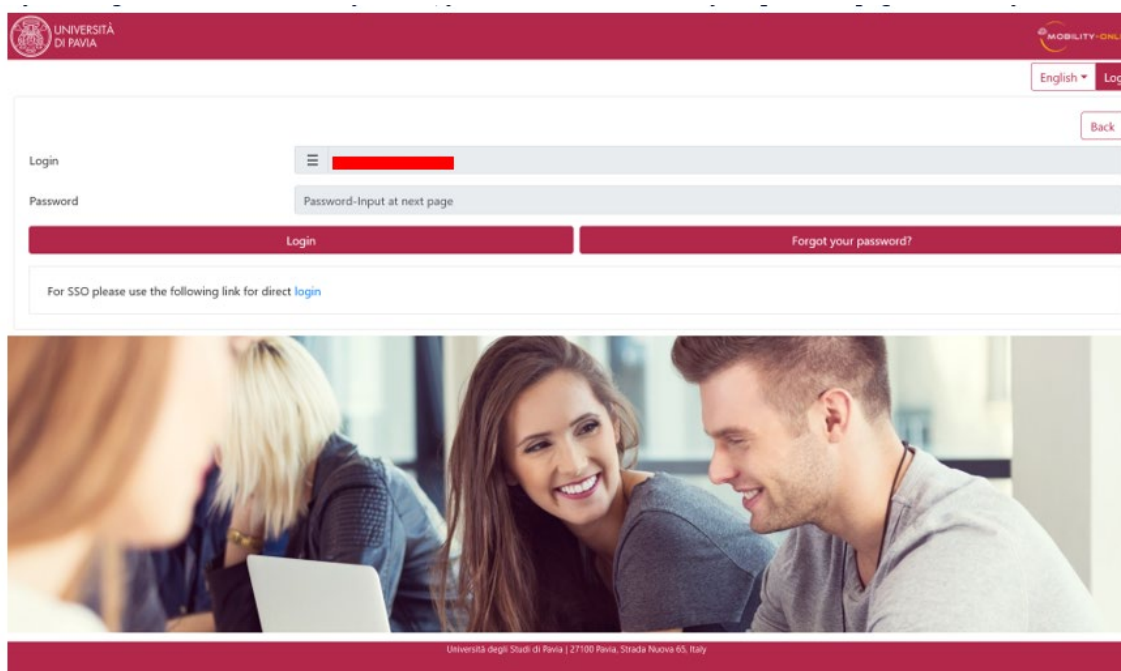 UNIVERSITÀ
DI PAVIA
MOBILITY-ONL
English
Log
Back
Login
Password
Password-Input at next page
Login
Forgot your password?
For SSO please use the following link for direct login
Università degli Studi di Pavia | 27100 Pavia, Strada Nuova 65, Italy